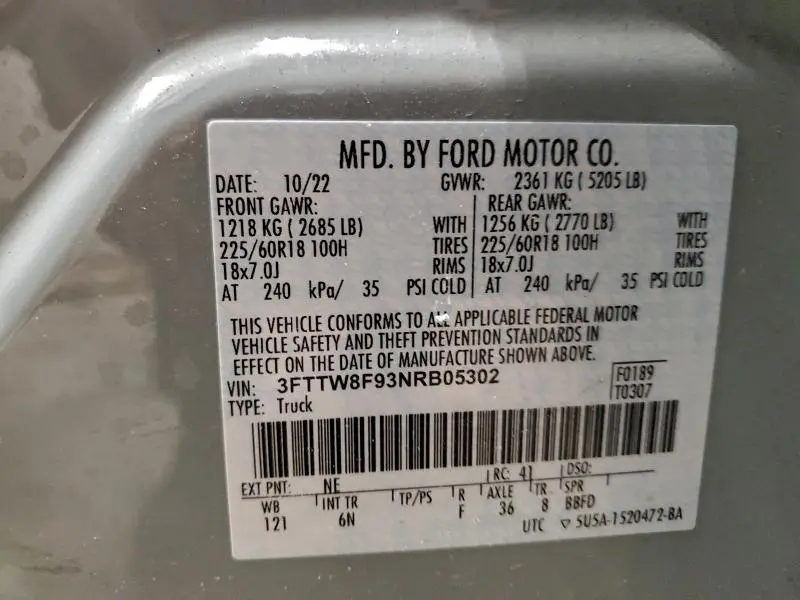 MFD. BY FORD MOTOR CO.
DATE: 10/22 GVWR: 2361 KG ( 5205 LB)
FRONT GAWR: REAR GAWR:
1218 KG ( 2685 LB) WITH 1256 KG ( 2770 LB) WITH
225/60R18 100H TIRES 225/60R18 100H TIRES
18x7.0J RIMS 18x7.0J RIMS
AT 240 kPa/ 35 PSI COLD AT 240 kPa/ 35 PSI COLD
THIS VEHICLE CONFORMS TO ALL APPLICABLE FEDERAL MOTOR
VEHICLE SAFETY AND THEFT PREVENTION STANDARDS IN
EFFECT ON THE DATE OF MANUFACTURE SHOWN ABOVE.
VIN: 3FTTW8F93NRB05302 F0189
TYPE: Truck T0307
EXT PNT: NE RC: 41 DSO:
WB INT TR TP/PS R AXLE TR SPR
121 6N F 36 8 BBFD
UTC ▽ 5U5A-1520472-BA